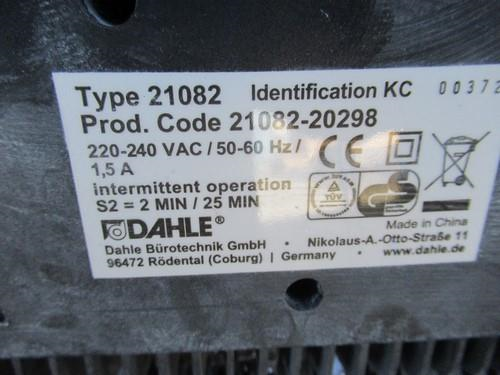 Type 21082 Identification KC 00372
Prod. Code 21082-20298
220-240 VAC / 50-60 Hz /
1,5 A
intermittent operation
S2 = 2 MIN / 25 MIN
TÜV
GS
DAHLE®
Made in China
Dahle Bürotechnik GmbH • Nikolaus-A.-Otto-Straße 11
96472 Rödental (Coburg) | Germany • www.dahle.de